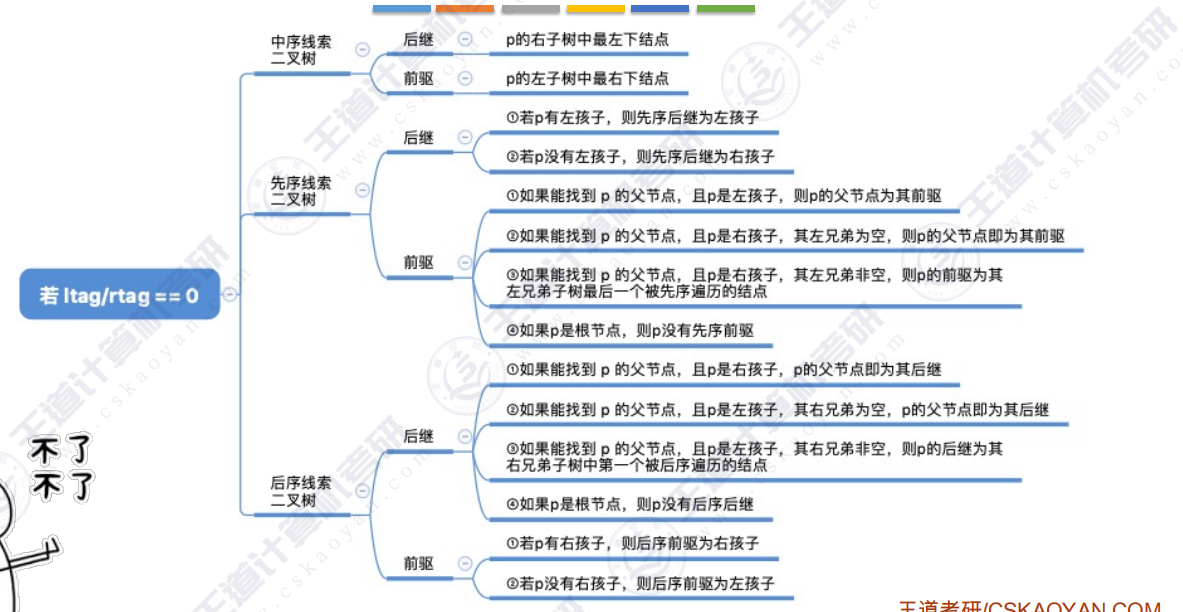 中序线索
二叉树
后继
p的右子树中最左下结点
前驱
p的左子树中最右下结点
先序线索
二叉树
后继
①若p有左孩子，则先序后继为左孩子
②若p没有左孩子，则先序后继为右孩子
前驱
①如果能找到 p 的父节点，且p是左孩子，则p的父节点为其前驱
②如果能找到 p 的父节点，且p是右孩子，其左兄弟为空，则p的父节点即为其前驱
③如果能找到 p 的父节点，且p是右孩子，其左兄弟非空，则p的前驱为其
左兄弟子树最后一个被先序遍历的结点
④如果p是根节点，则p没有先序前驱
若 ltag/rtag == 0
后序线索
二叉树
后继
①如果能找到 p 的父节点，且p是右孩子，p的父节点即为其后继
②如果能找到 p 的父节点，且p是左孩子，其右兄弟为空，p的父节点即为其后继
③如果能找到 p 的父节点，且p是左孩子，其右兄弟非空，则p的后继为其
右兄弟子树中第一个被后序遍历的结点
④如果p是根节点，则p没有后序后继
前驱
①若p有右孩子，则后序前驱为右孩子
②若p没有右孩子，则后序前驱为左孩子
不了
不了
王道计算机考研
www.cskaoyan.com
王道考研/CSKAOYAN.COM